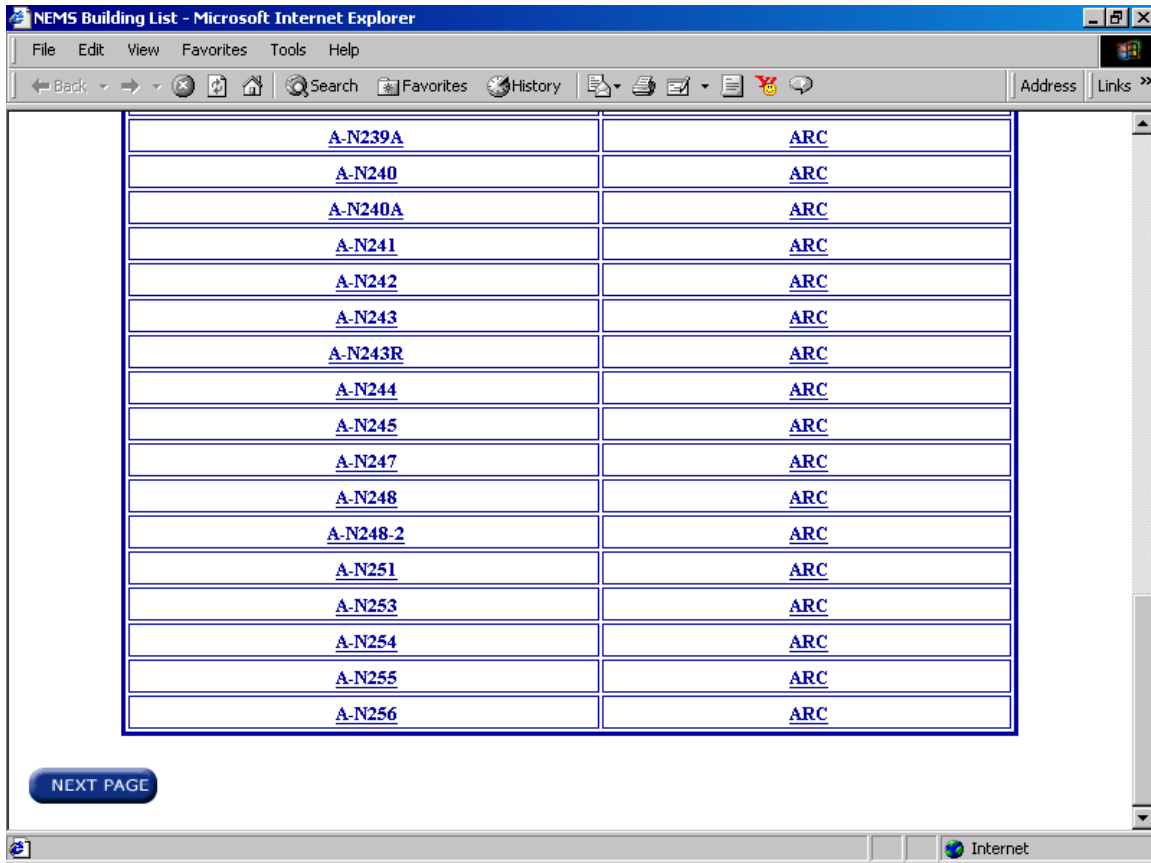 NEMS Building List - Microsoft Internet Explorer
File Edit View Favorites Tools Help
Back Search Favorites History Address Links »
A-N239A ARC
A-N240 ARC
A-N240A ARC
A-N241 ARC
A-N242 ARC
A-N243 ARC
A-N243R ARC
A-N244 ARC
A-N245 ARC
A-N247 ARC
A-N248 ARC
A-N248-2 ARC
A-N251 ARC
A-N253 ARC
A-N254 ARC
A-N255 ARC
A-N256 ARC
NEXT PAGE
Internet